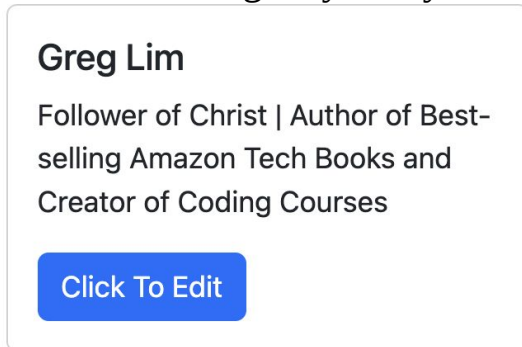 Greg Lim
Follower of Christ | Author of Best-
selling Amazon Tech Books and
Creator of Coding Courses
Click To Edit